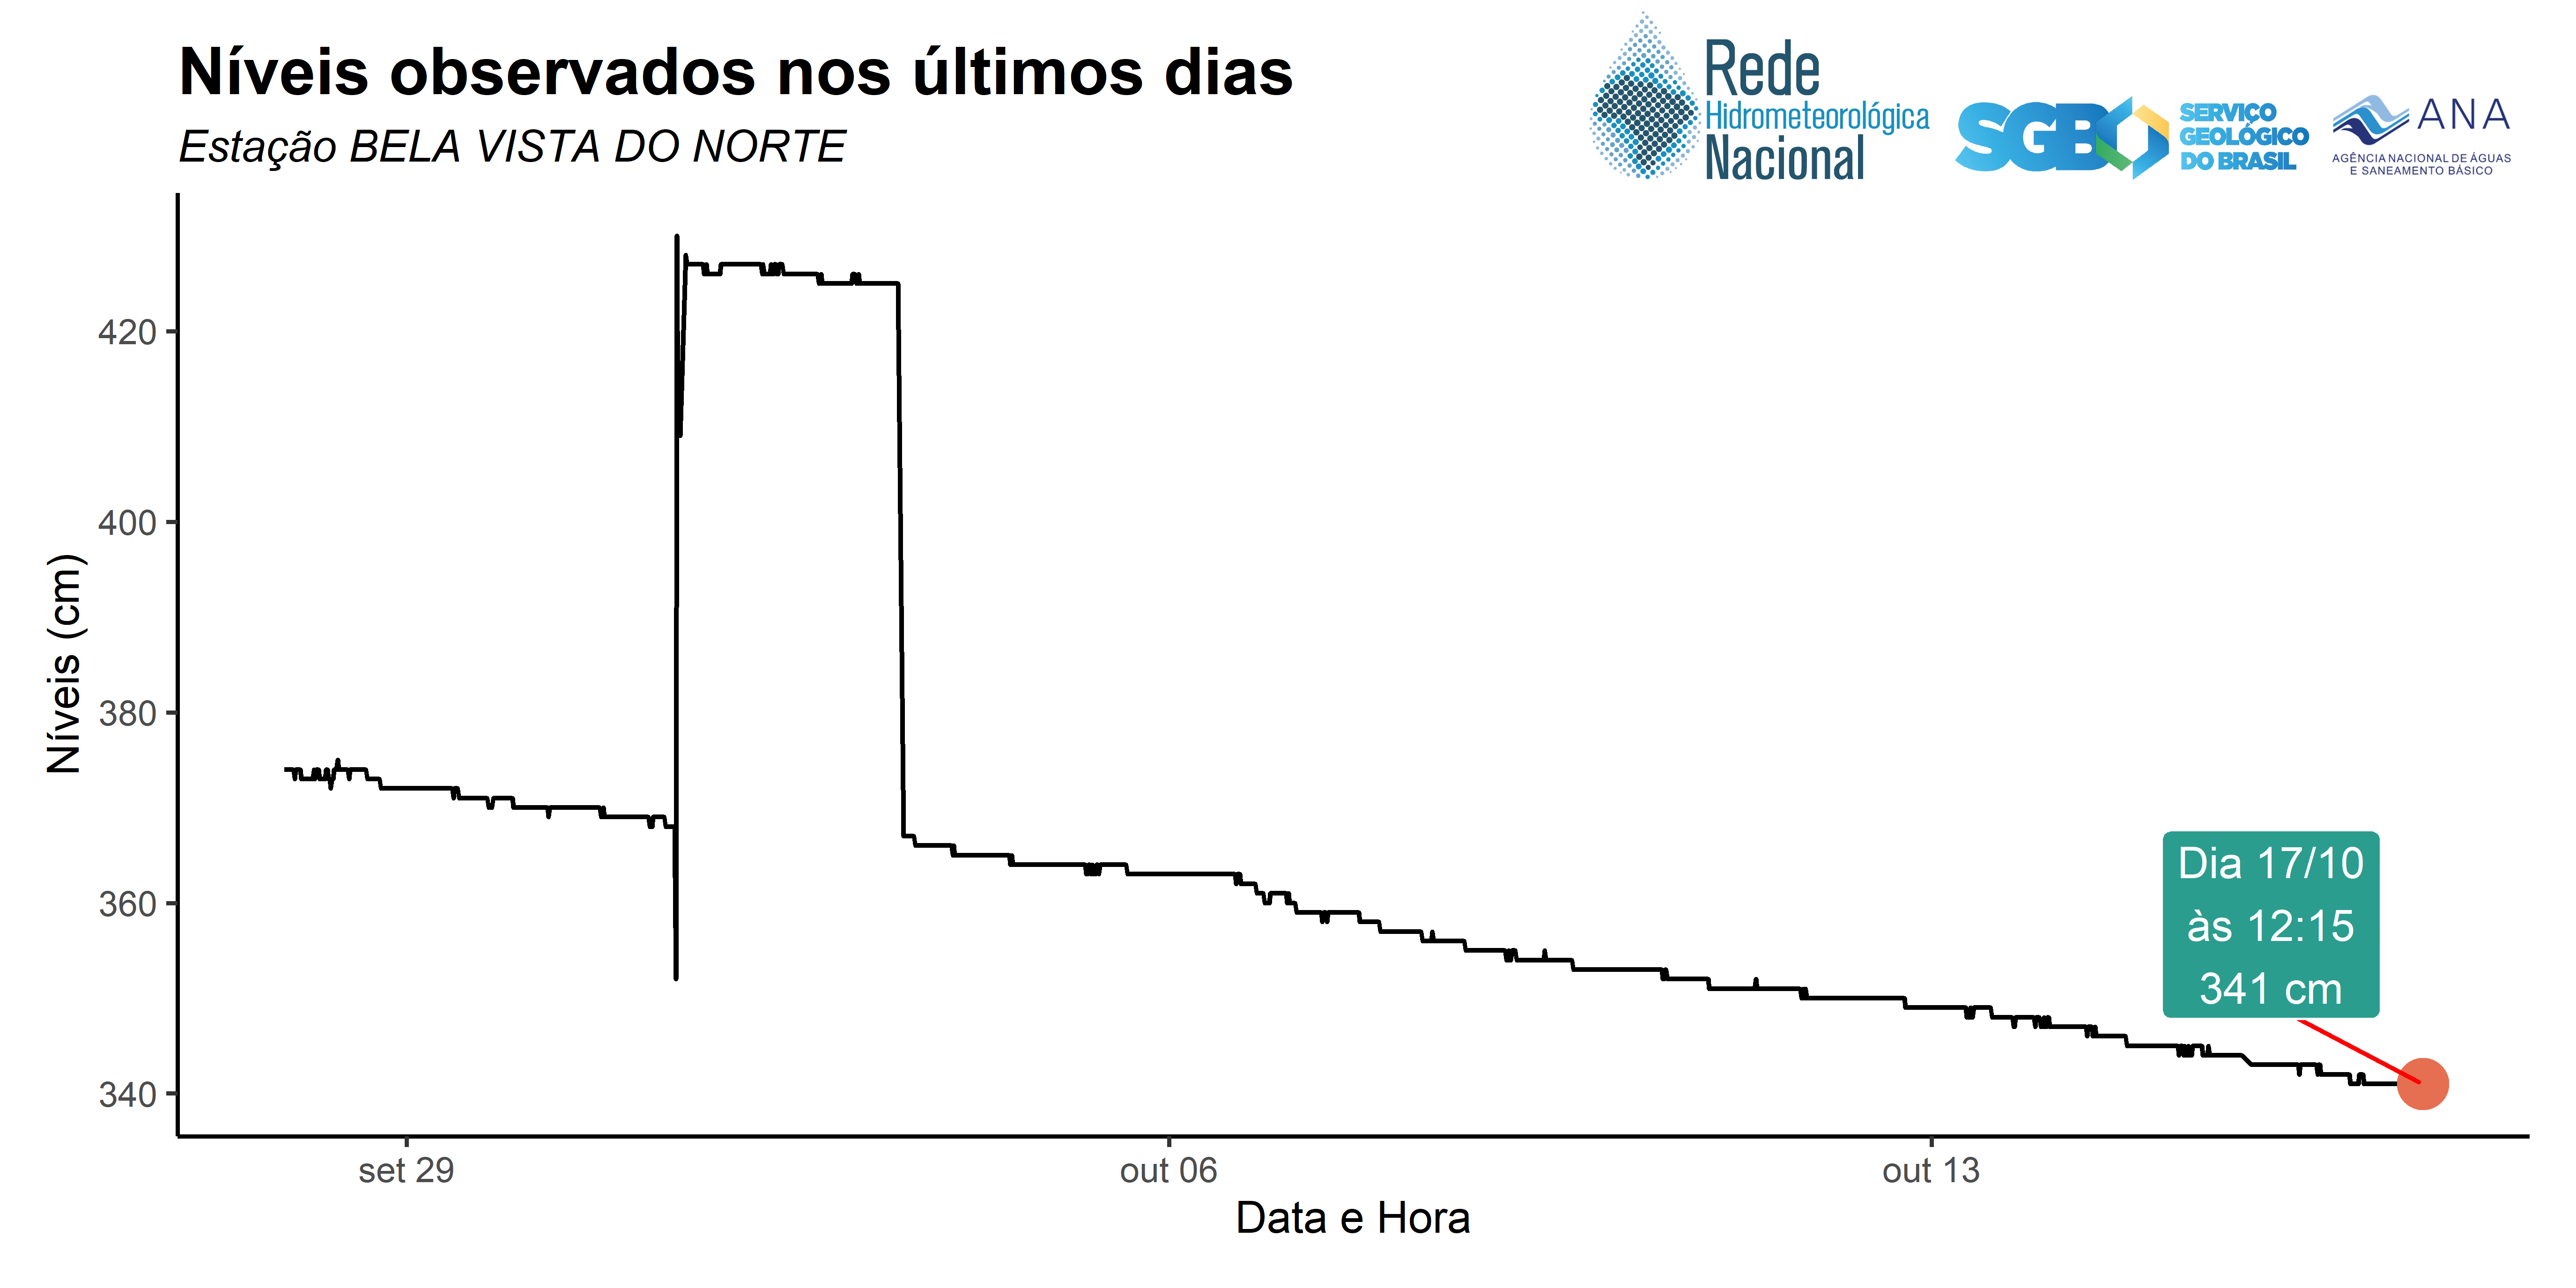 Níveis observados nos últimos dias
Estação BELA VISTA DO NORTE
Rede
Hidrometeorológica
Nacional
SGB
SERVIÇO
GEOLÓGICO
DO BRASIL
ANA
AGÊNCIA NACIONAL DE ÁGUAS
E SANEAMENTO BÁSICO
Níveis (cm)
420
400
380
360
340
Dia 17/10
às 12:15
341 cm
set 29
out 06
out 13
Data e Hora